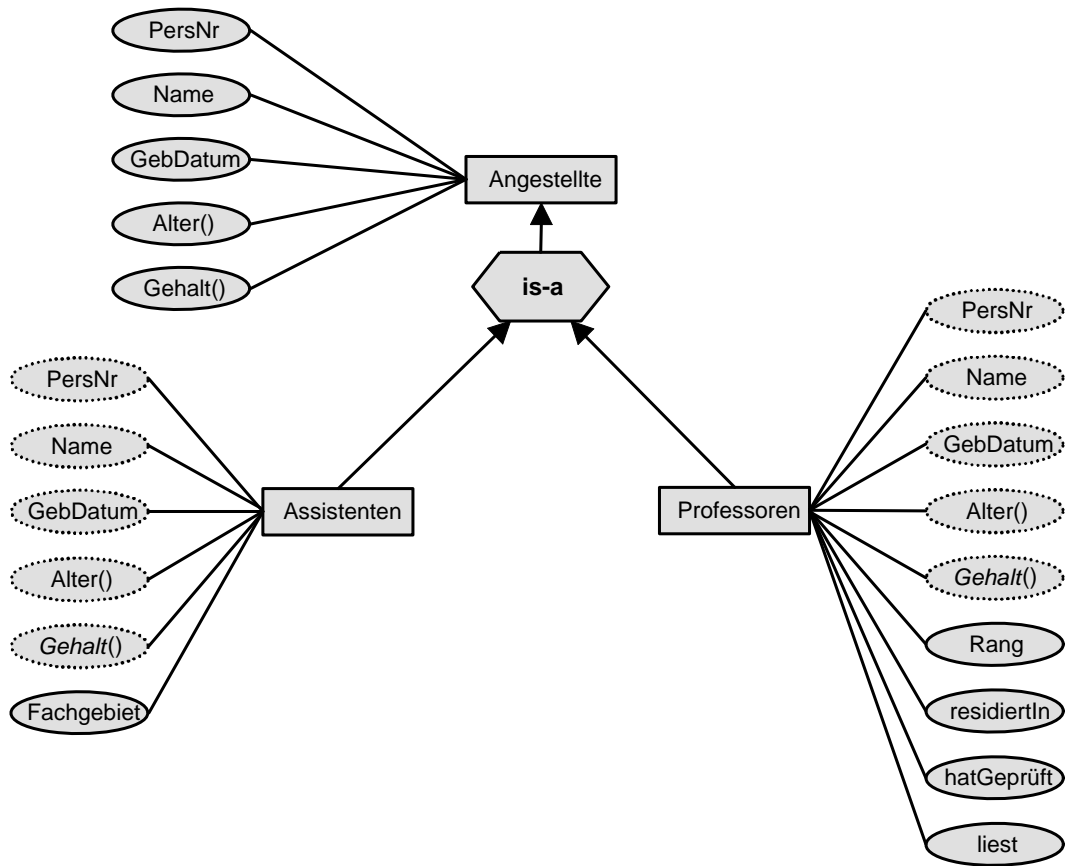 PersNr
Name
GebDatum
Alter()
Gehalt()
Angestellte
is-a
PersNr
Name
GebDatum
Alter()
Gehalt()
Fachgebiet
Assistenten
Professoren
PersNr
Name
GebDatum
Alter()
Gehalt()
Rang
residiertIn
hatGeprüft
liest